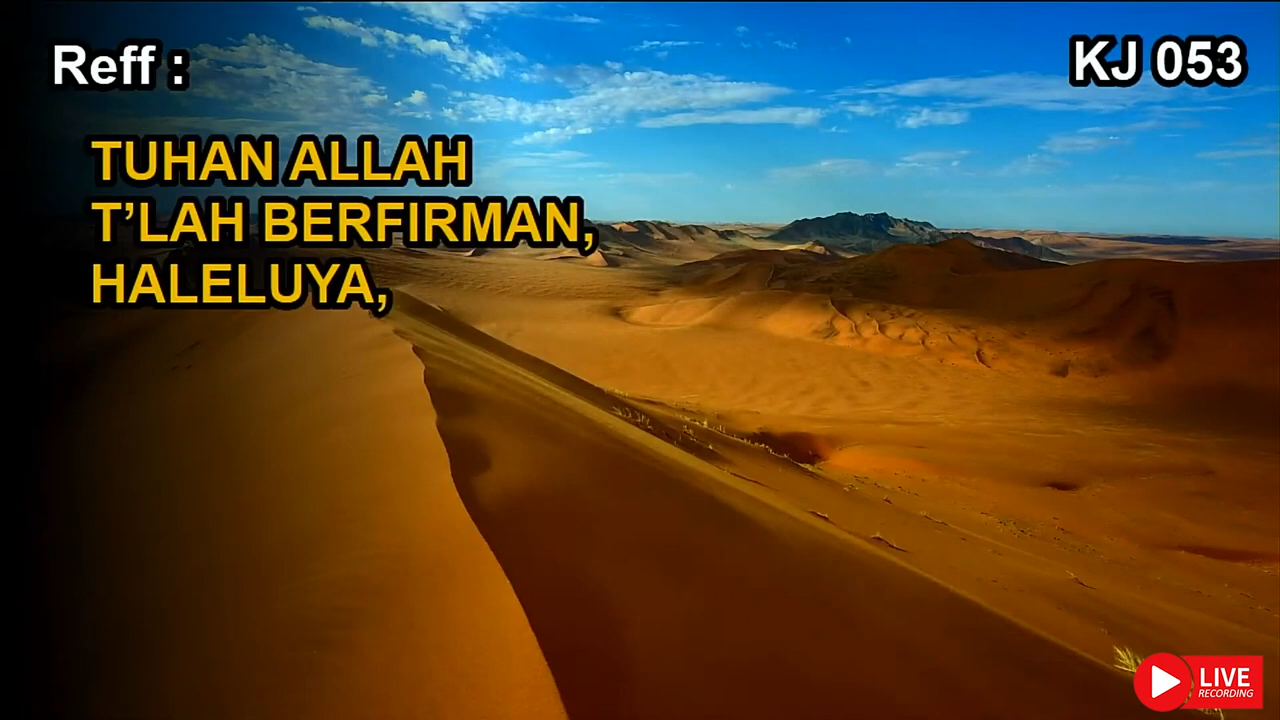 Reff :
KJ 053
TUHAN ALLAH
T’LAH BERFIRMAN,
HALELUYA,
LIVE
RECORDING